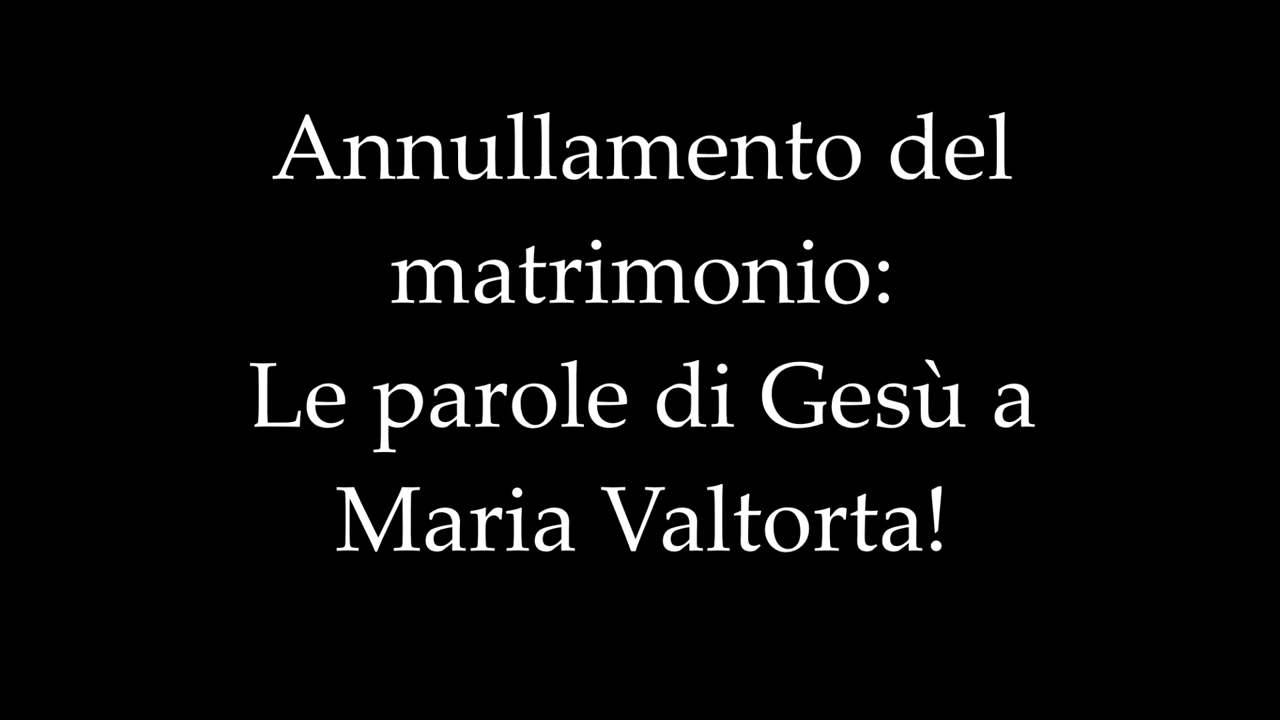 Annullamento del
matrimonio:
Le parole di Gesù a
Maria Valtorta!